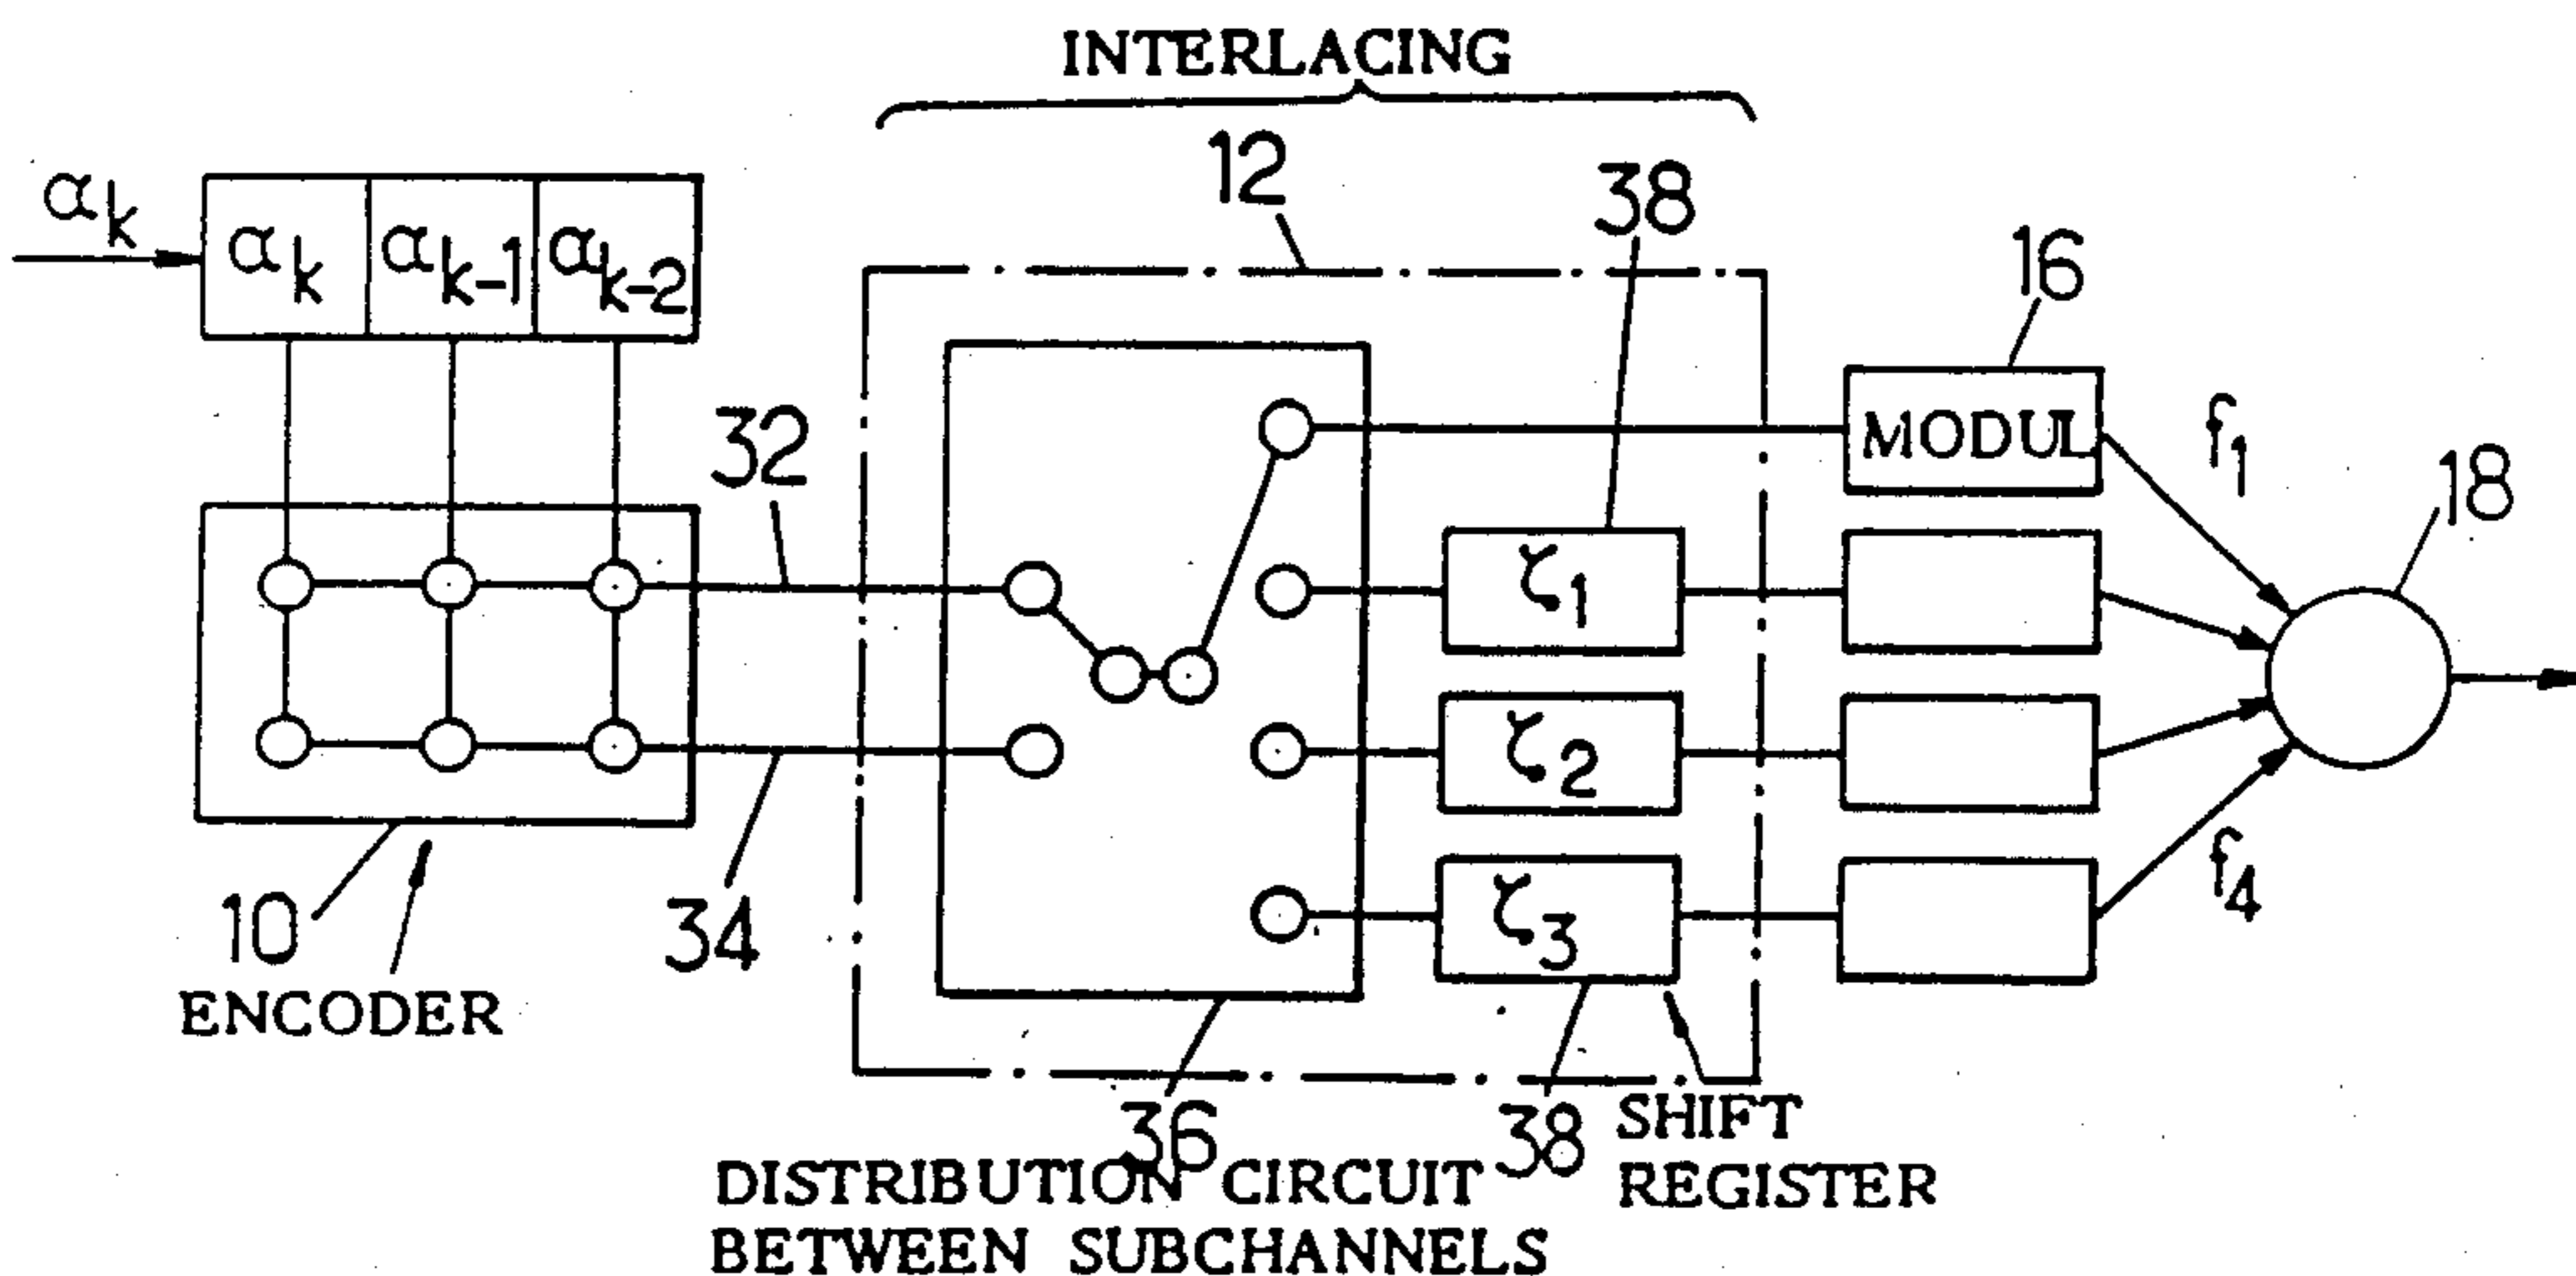 INTERLACING
12
38
αk
αk αk-1 αk-2
16
MODUL
f1
18
32
ζ1
ζ2
34
ζ3
f4
10
ENCODER
36
38
SHIFT
REGISTER
DISTRIBUTION CIRCUIT
BETWEEN SUBCHANNELS